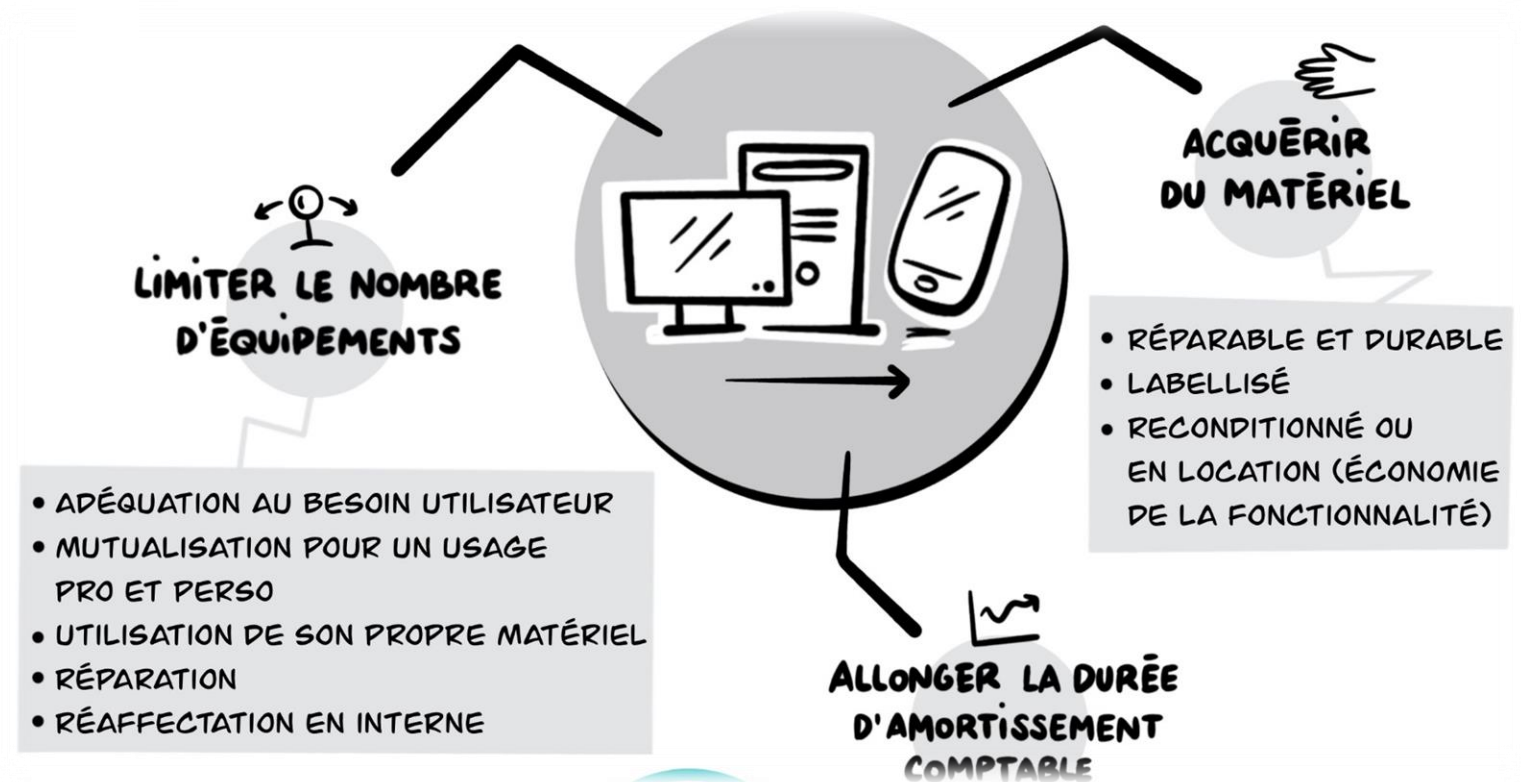 LIMITER LE NOMBRE
D'ÉQUIPEMENTS
• ADÉQUATION AU BESOIN UTILISATEUR
• MUTUALISATION POUR UN USAGE
PRO ET PERSO
• UTILISATION DE SON PROPRE MATÉRIEL
• RÉPARATION
• RÉAFFECTATION EN INTERNE
ACQUÉRIR
DU MATÉRIEL
• RÉPARABLE ET DURABLE
• LABELLISÉ
• RECONDITIONNÉ OU
EN LOCATION (ÉCONOMIE
DE LA FONCTIONNALITÉ)
ALLONGER LA DURÉE
D'AMORTISSEMENT
COMPTABLE